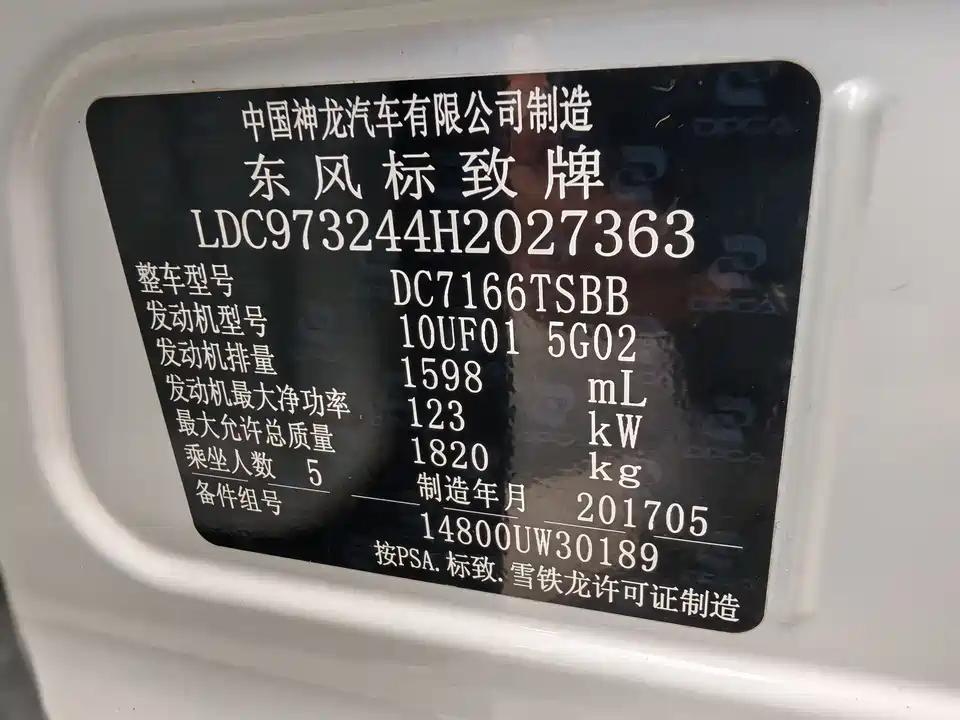 中国神龙汽车有限公司制造
东风标致牌
LDC973244H2027363
整车型号 DC7166TSBB
发动机型号 10UF01 5G02
发动机排量 1598 mL
发动机最大净功率 123 kW
最大允许总质量 1820 kg
乘坐人数 5 制造年月 201705
备件组号 14800UW30189
按PSA.标致.雪铁龙许可证制造
DPCA
DPCA
DPCA